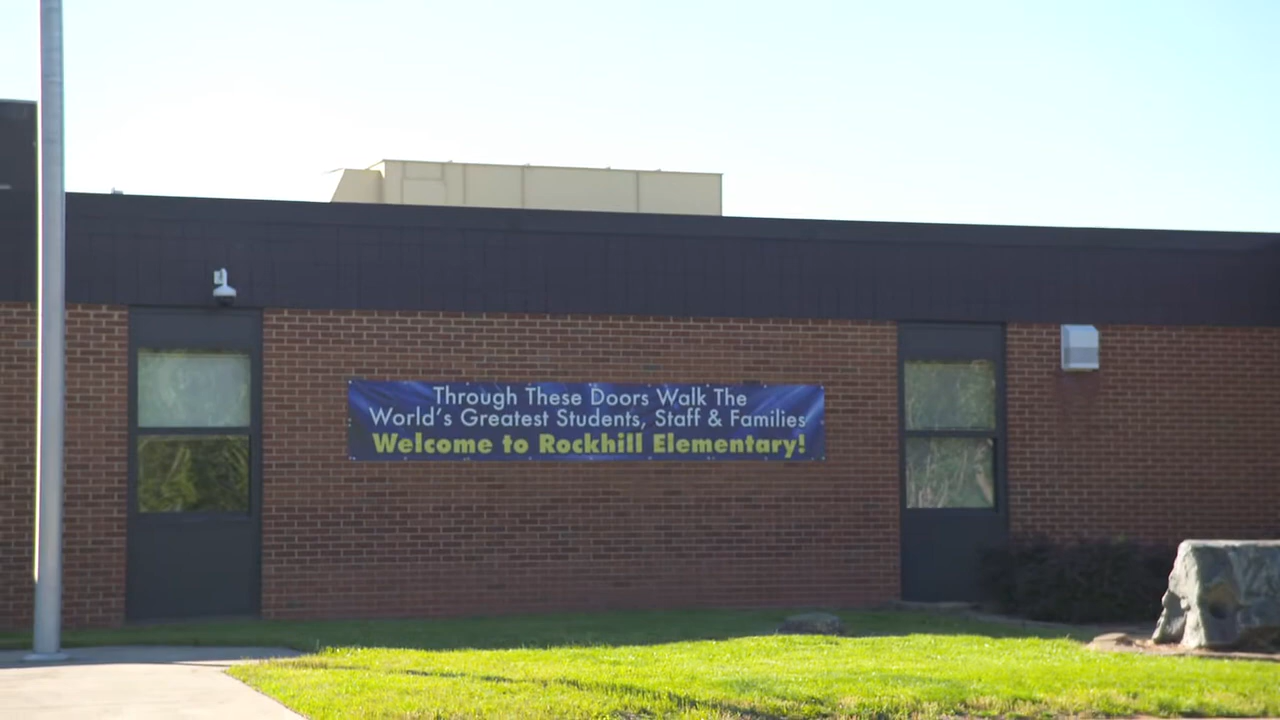 Through These Doors Walk The
World's Greatest Students, Staff & Families
Welcome to Rockhill Elementary!